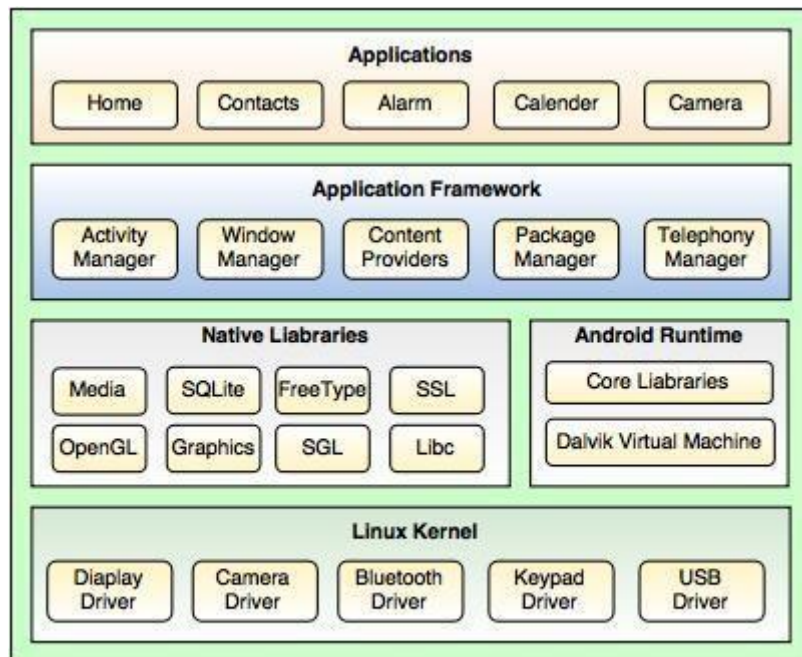 Applications
Home
Contacts
Alarm
Calender
Camera
Application Framework
Activity
Manager
Window
Manager
Content
Providers
Package
Manager
Telephony
Manager
Native Liabraries
Media
SQLite
FreeType
SSL
OpenGL
Graphics
SGL
Libc
Android Runtime
Core Liabraries
Dalvik Virtual Machine
Linux Kernel
Diaplay
Driver
Camera
Driver
Bluetooth
Driver
Keypad
Driver
USB
Driver